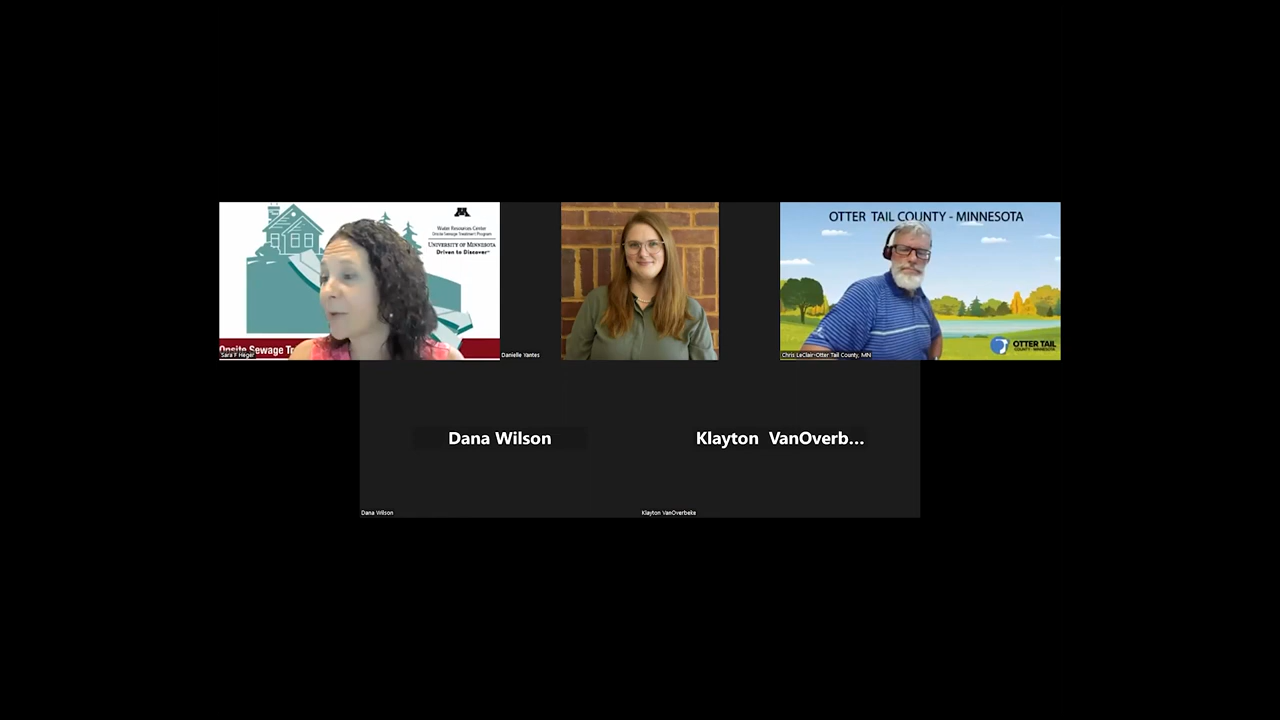 Water Resources Center
Onsite Sewage Treatment Program
UNIVERSITY OF MINNESOTA
Driven to Discover
Onsite Sewage Tr
Sara F Heger
Danielle Yantes
OTTER TAIL COUNTY - MINNESOTA
OTTER TAIL
COUNTY - MINNESOTA
Chris LeClair-Otter Tail County, MN
Dana Wilson
Klayton VanOverb...
Dana Wilson
Klayton VanOverbeke